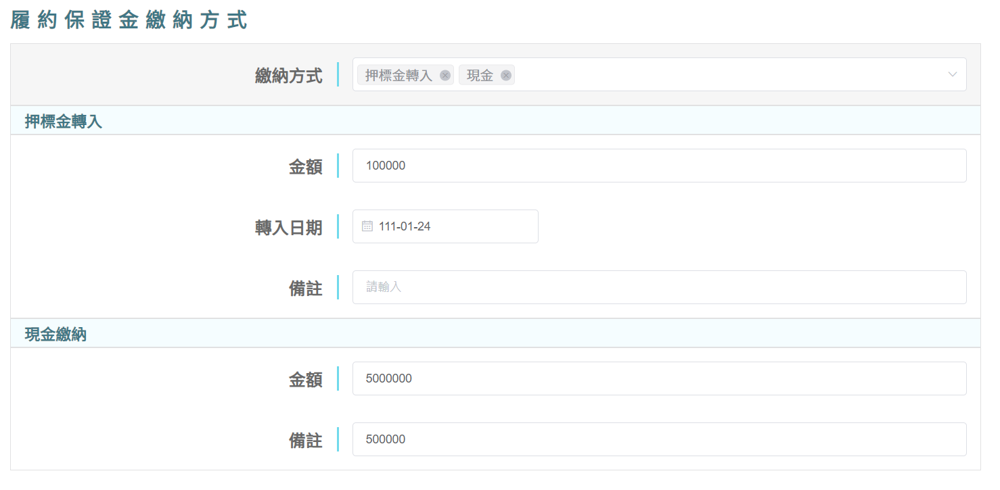 履約保證金繳納方式
繳納方式 押標金轉入 現金
押標金轉入
金額 100000
轉入日期 111-01-24
備註 請輸入
現金繳納
金額 5000000
備註 500000